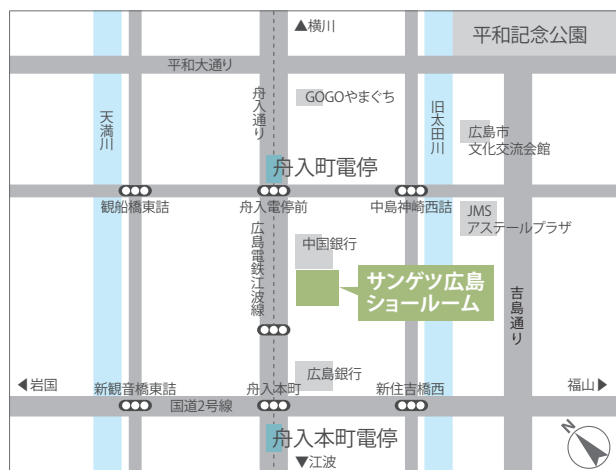 ▲横川
平和記念公園
平和大通り
GOGOやまぐち
舟入通り
天満川
旧太田川
広島市
文化交流会館
舟入町電停
観船橋東詰
舟入電停前
中島神崎西詰
JMS
アステールプラザ
広島電鉄江波線
中国銀行
サンゲツ広島
ショールーム
吉島通り
広島銀行
◀岩国
新観音橋東詰
舟入本町
新住吉橋西
福山▶
国道2号線
舟入本町電停
▼江波
N